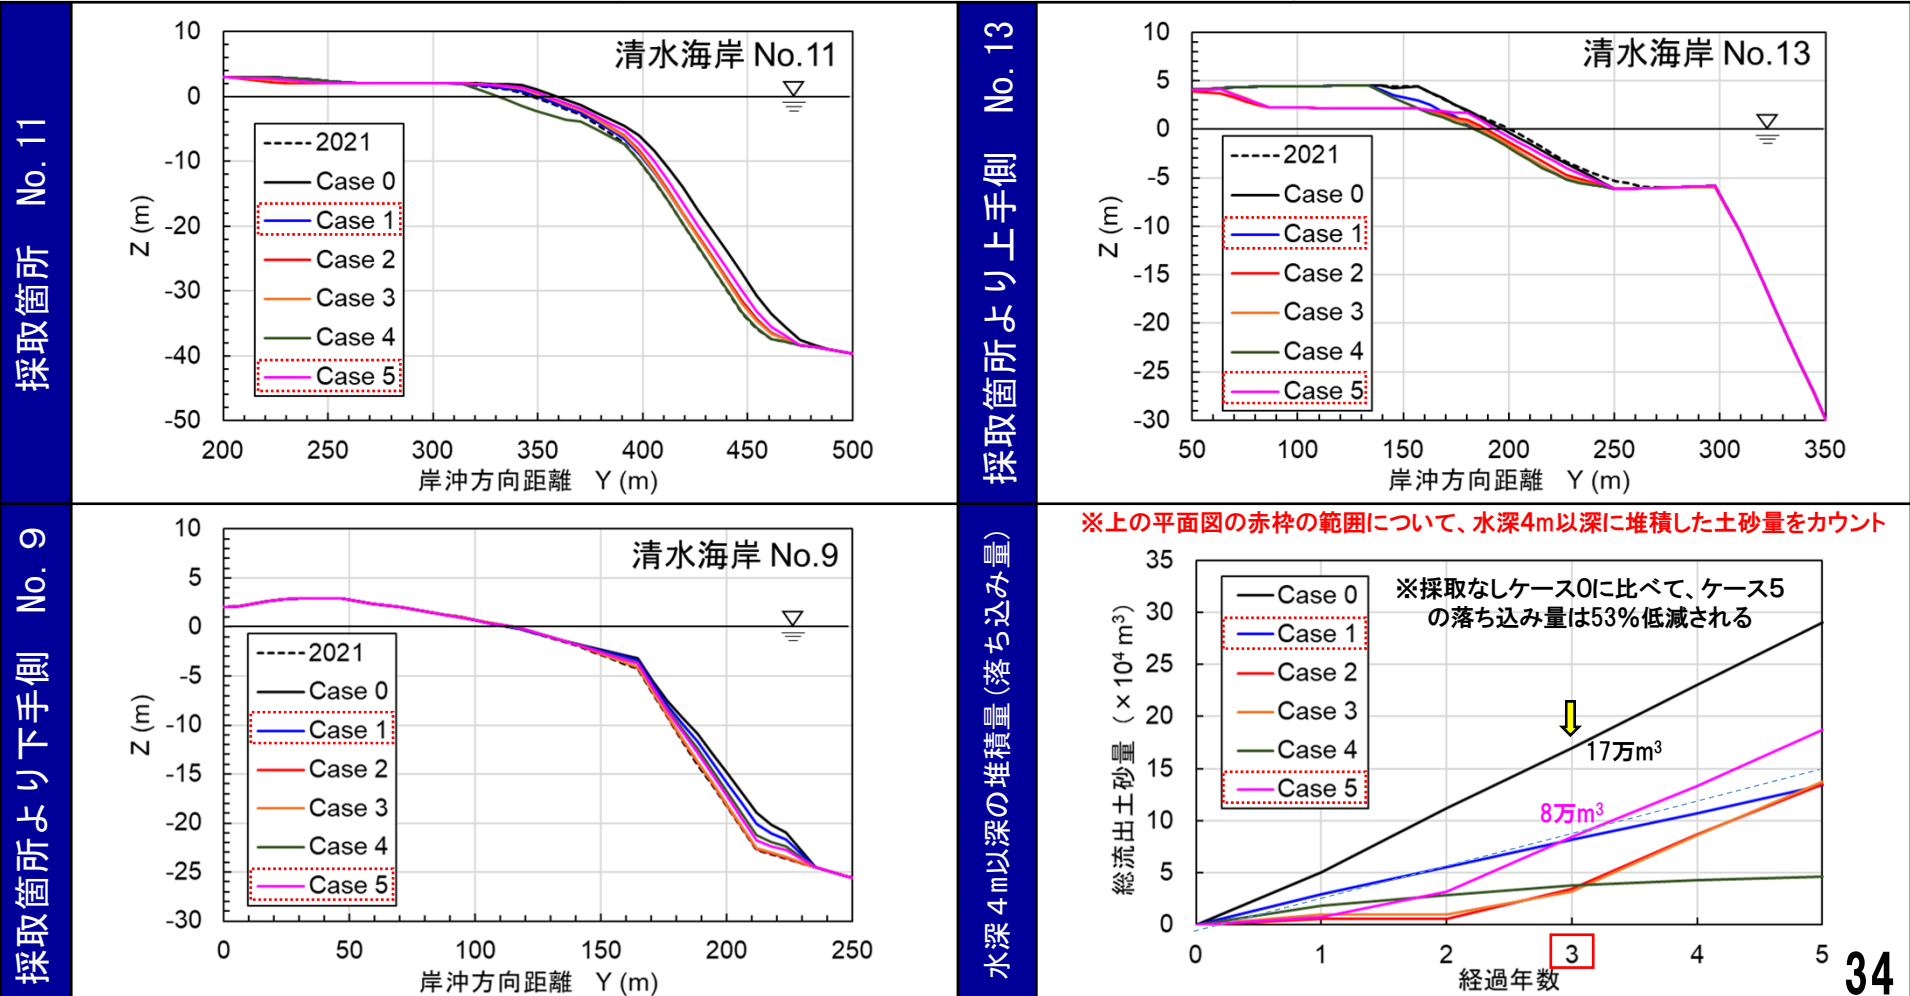 採取箇所 No.11
清水海岸 No.11
10
0
-10
-20
-30
-40
-50
Z (m)
2021
Case 0
Case 1
Case 2
Case 3
Case 4
Case 5
200 250 300 350 400 450 500
岸沖方向距離 Y (m)
採取箇所より上手側 No.13
清水海岸 No.13
10
5
0
-5
-10
-15
-20
-25
-30
Z (m)
2021
Case 0
Case 1
Case 2
Case 3
Case 4
Case 5
50 100 150 200 250 300 350
岸沖方向距離 Y (m)
採取箇所より下手側 No.9
清水海岸 No.9
10
5
0
-5
-10
-15
-20
-25
-30
Z (m)
2021
Case 0
Case 1
Case 2
Case 3
Case 4
Case 5
0 50 100 150 200 250
岸沖方向距離 Y (m)
水深4m以深の堆積量(落ち込み量)
※上の平面図の赤枠の範囲について、水深4m以深に堆積した土砂量をカウント
35
30
25
20
15
10
5
0
総流出土砂量 (×10⁴ m³)
Case 0
Case 1
Case 2
Case 3
Case 4
Case 5
※採取なしケース0に比べて、ケース5
の落ち込み量は53%低減される
17万m³
8万m³
0 1 2 3 4 5
経過年数
34